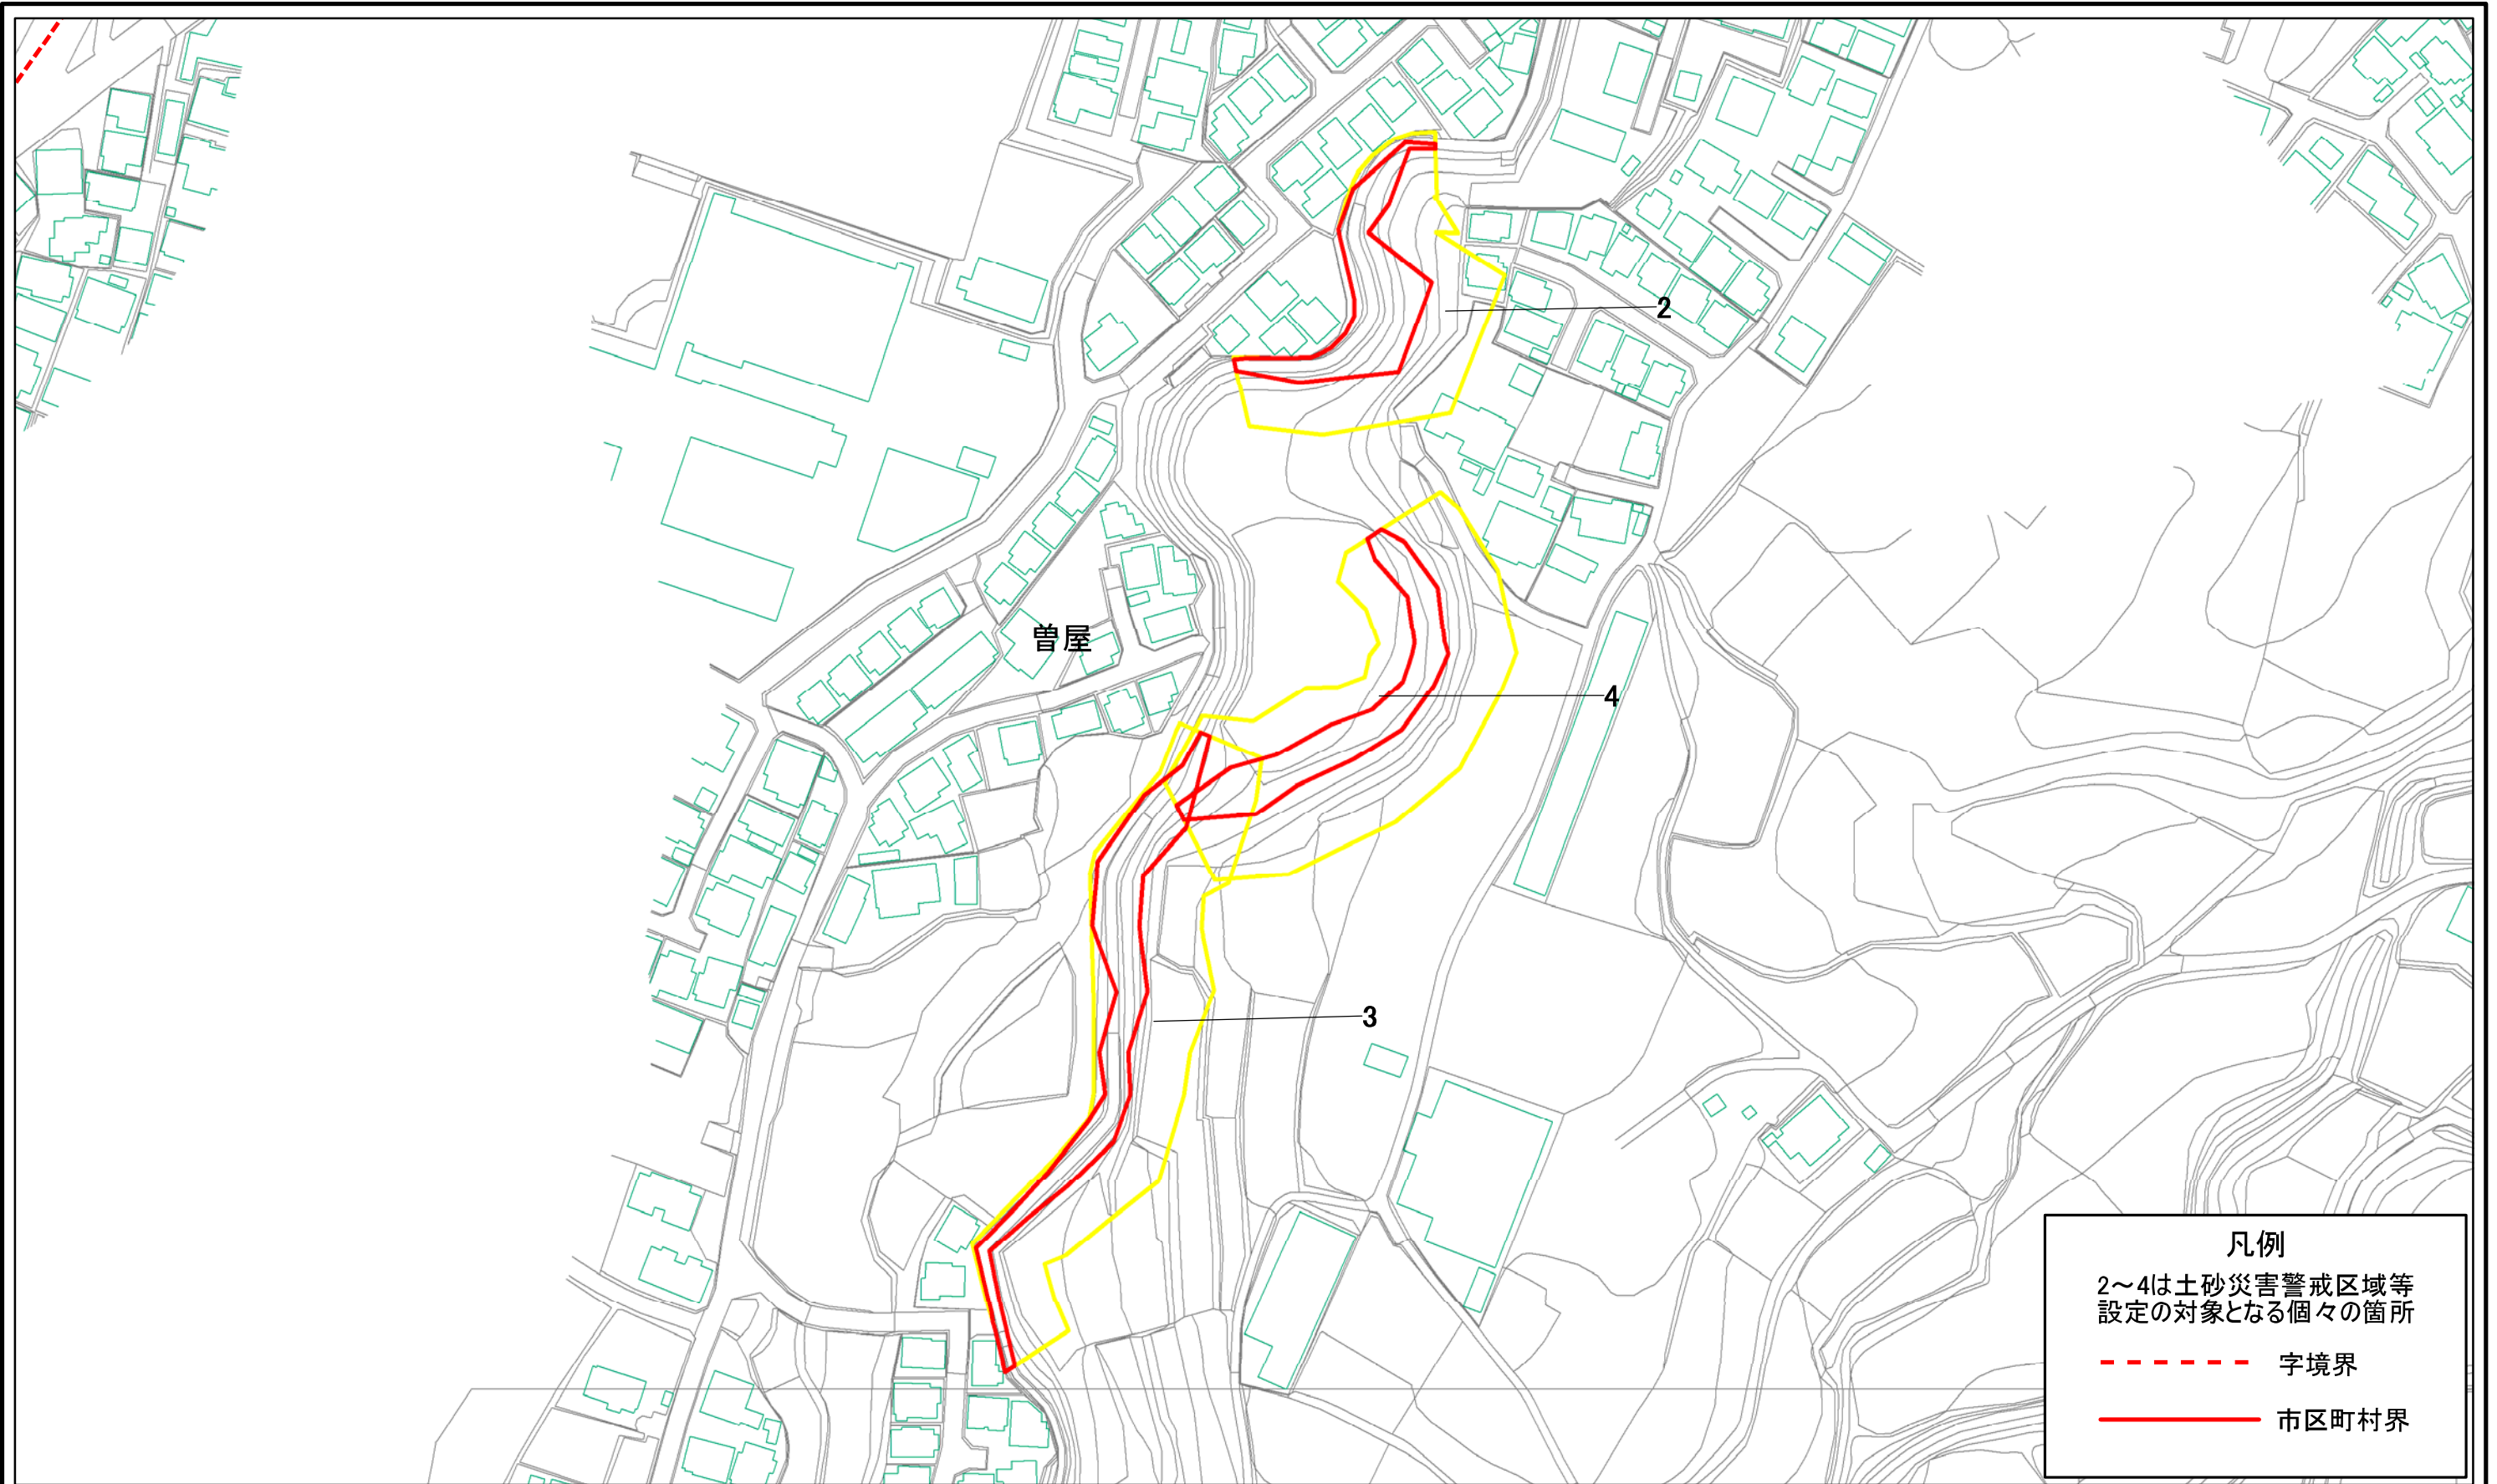 2
曽屋
4
3
凡例
2～4は土砂災害警戒区域等
設定の対象となる個々の箇所
字境界
市区町村界